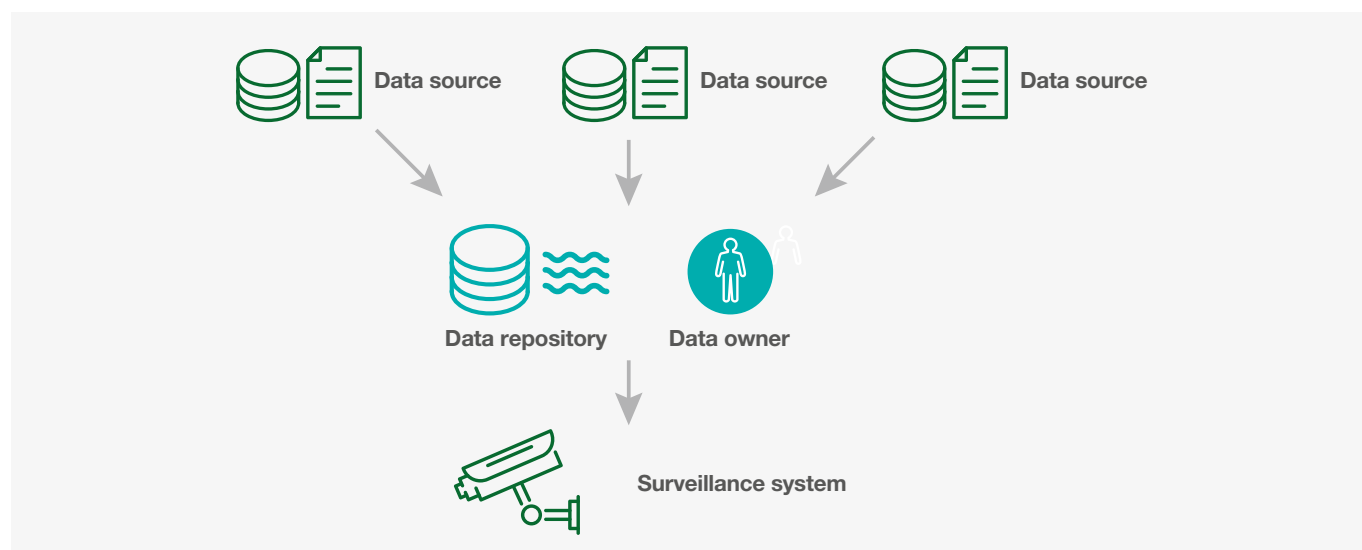 Data source
Data source
Data source
Data repository
Data owner
Surveillance system